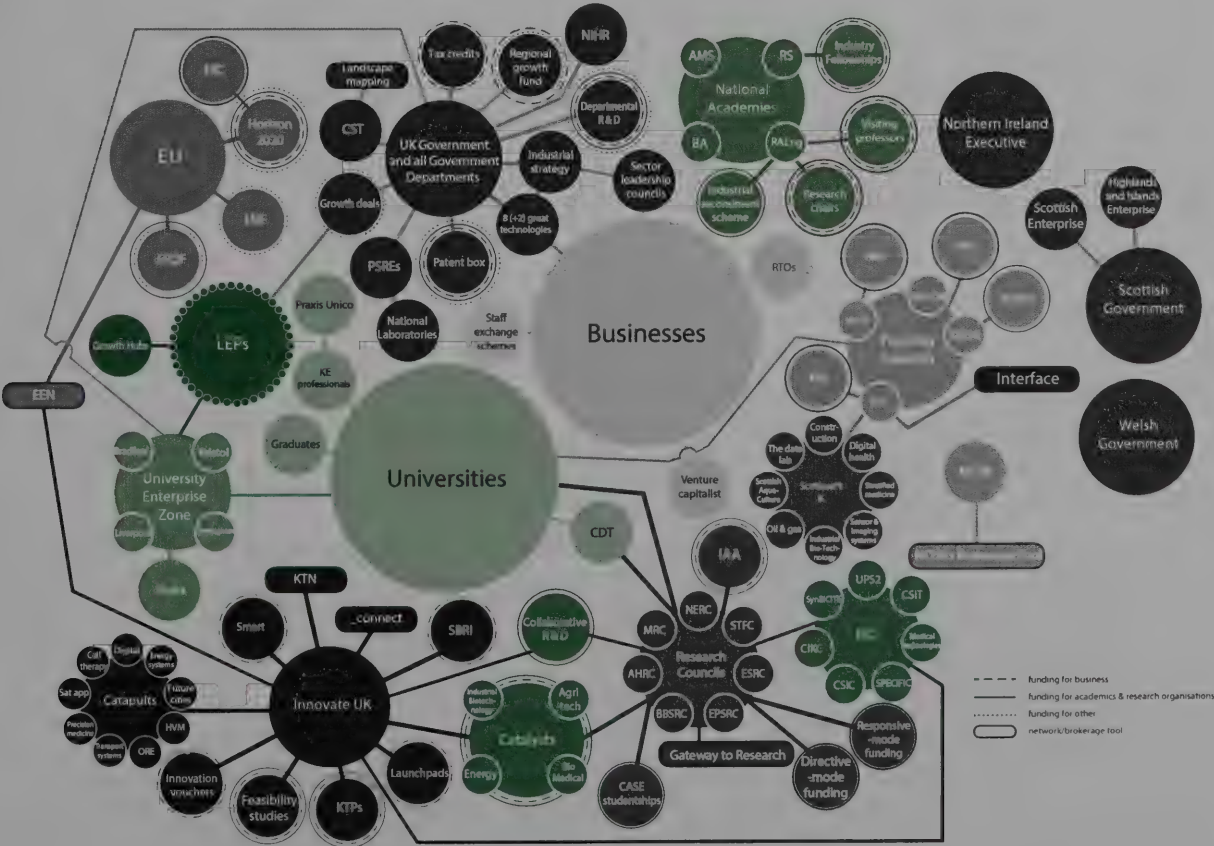 EU
Horizon
2020
EEN
Landscape
mapping
CST
Growth deals
Tax credits
Regional
growth
fund
NIHR
Departmental
R&D
UK Government
and all Government
Departments
Industrial
strategy
Sector
leadership
councils
8 (+2) great
technologies
Patent box
PSREs
National
Laboratories
AMS
RS
National
Academies
BA
RAEng
Industry
Fellowships
Visiting
professors
Research
chairs
Industrial
secondment
scheme
Northern Ireland
Executive
Highlands
and Islands
Enterprise
Scottish
Enterprise
Scottish
Government
Welsh
Government
Interface
RTOs
Businesses
Staff
exchange
schemes
Praxis Unico
KE
professionals
LEPs
Growth Hubs
Graduates
Universities
University
Enterprise
Zone
Bristol
Venture
capitalist
CDT
Constr-
uction
Digital
health
Stratified
medicine
Sensor &
Imaging
systems
Industrial
Bio-Tech-
nology
Oil & gas
Scottish
Aqua-
Culture
The data
lab
IAA
NERC
STFC
ESRC
EPSRC
BBSRC
AHRC
MRC
Research
Councils
Gateway to Research
CASE
studentships
Directive
-mode
funding
Responsive
-mode
funding
UPS2
CSIT
Medical
technologies
SPECIFIC
CSIC
CIKC
SynbiCITE
KTN
_connect
Smart
SBRI
Collaborative
R&D
Innovate UK
Launchpads
KTPs
Feasibility
studies
Innovation
vouchers
Catapults
Digital
Energy
systems
Future
cities
HVM
ORE
Transport
systems
Precision
medicine
Sat app
Cell
therapy
Catalysts
Industrial
Biotech-
nology
Agri
-tech
Bio
Medical
Energy
funding for business
funding for academics & research organisations
funding for other
network/brokerage tool